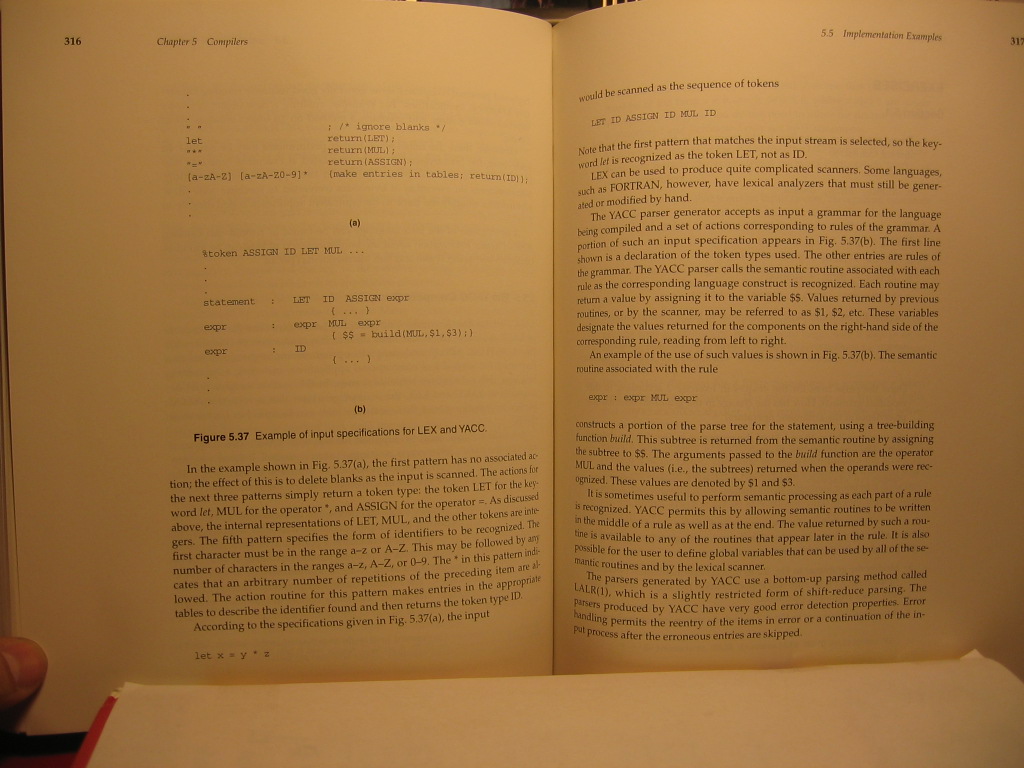 316 Chapter 5 Compilers
.
.
.
" " ; /* ignore blanks */
let return(LET);
"*" return(MUL);
"=" return(ASSIGN);
[a-zA-Z] [a-zA-Z0-9]* {make entries in tables; return(ID)};
.
.
.
(a)
%token ASSIGN ID LET MUL ...
.
.
.
statement : LET ID ASSIGN expr
{ ... }
expr : expr MUL expr
{ $$ = build(MUL,$1,$3);}
expr : ID
{ ... }
.
.
.
(b)
Figure 5.37 Example of input specifications for LEX and YACC.
In the example shown in Fig. 5.37(a), the first pattern has no associated ac-
tion; the effect of this is to delete blanks as the input is scanned. The actions for
the next three patterns simply return a token type: the token LET for the key-
word let, MUL for the operator *, and ASSIGN for the operator =. As discussed
above, the internal representations of LET, MUL, and the other tokens are inte-
gers. The fifth pattern specifies the form of identifiers to be recognized. The
first character must be in the range a–z or A–Z. This may be followed by any
number of characters in the ranges a–z, A–Z, or 0–9. The * in this pattern indi-
cates that an arbitrary number of repetitions of the preceding item are al-
lowed. The action routine for this pattern makes entries in the appropriate
tables to describe the identifier found and then returns the token type ID.
According to the specifications given in Fig. 5.37(a), the input
let x = y * z
5.5 Implementation Examples 317
would be scanned as the sequence of tokens
LET ID ASSIGN ID MUL ID
Note that the first pattern that matches the input stream is selected, so the key-
word let is recognized as the token LET, not as ID.
LEX can be used to produce quite complicated scanners. Some languages,
such as FORTRAN, however, have lexical analyzers that must still be gener-
ated or modified by hand.
The YACC parser generator accepts as input a grammar for the language
being compiled and a set of actions corresponding to rules of the grammar. A
portion of such an input specification appears in Fig. 5.37(b). The first line
shown is a declaration of the token types used. The other entries are rules of
the grammar. The YACC parser calls the semantic routine associated with each
rule as the corresponding language construct is recognized. Each routine may
return a value by assigning it to the variable $$. Values returned by previous
routines, or by the scanner, may be referred to as $1, $2, etc. These variables
designate the values returned for the components on the right-hand side of the
corresponding rule, reading from left to right.
An example of the use of such values is shown in Fig. 5.37(b). The semantic
routine associated with the rule
expr : expr MUL expr
constructs a portion of the parse tree for the statement, using a tree-building
function build. This subtree is returned from the semantic routine by assigning
the subtree to $$. The arguments passed to the build function are the operator
MUL and the values (i.e., the subtrees) returned when the operands were rec-
ognized. These values are denoted by $1 and $3.
It is sometimes useful to perform semantic processing as each part of a rule
is recognized. YACC permits this by allowing semantic routines to be written
in the middle of a rule as well as at the end. The value returned by such a rou-
tine is available to any of the routines that appear later in the rule. It is also
possible for the user to define global variables that can be used by all of the se-
mantic routines and by the lexical scanner.
The parsers generated by YACC use a bottom-up parsing method called
LALR(1), which is a slightly restricted form of shift-reduce parsing. The
parsers produced by YACC have very good error detection properties. Error
handling permits the reentry of the items in error or a continuation of the in-
put process after the erroneous entries are skipped.